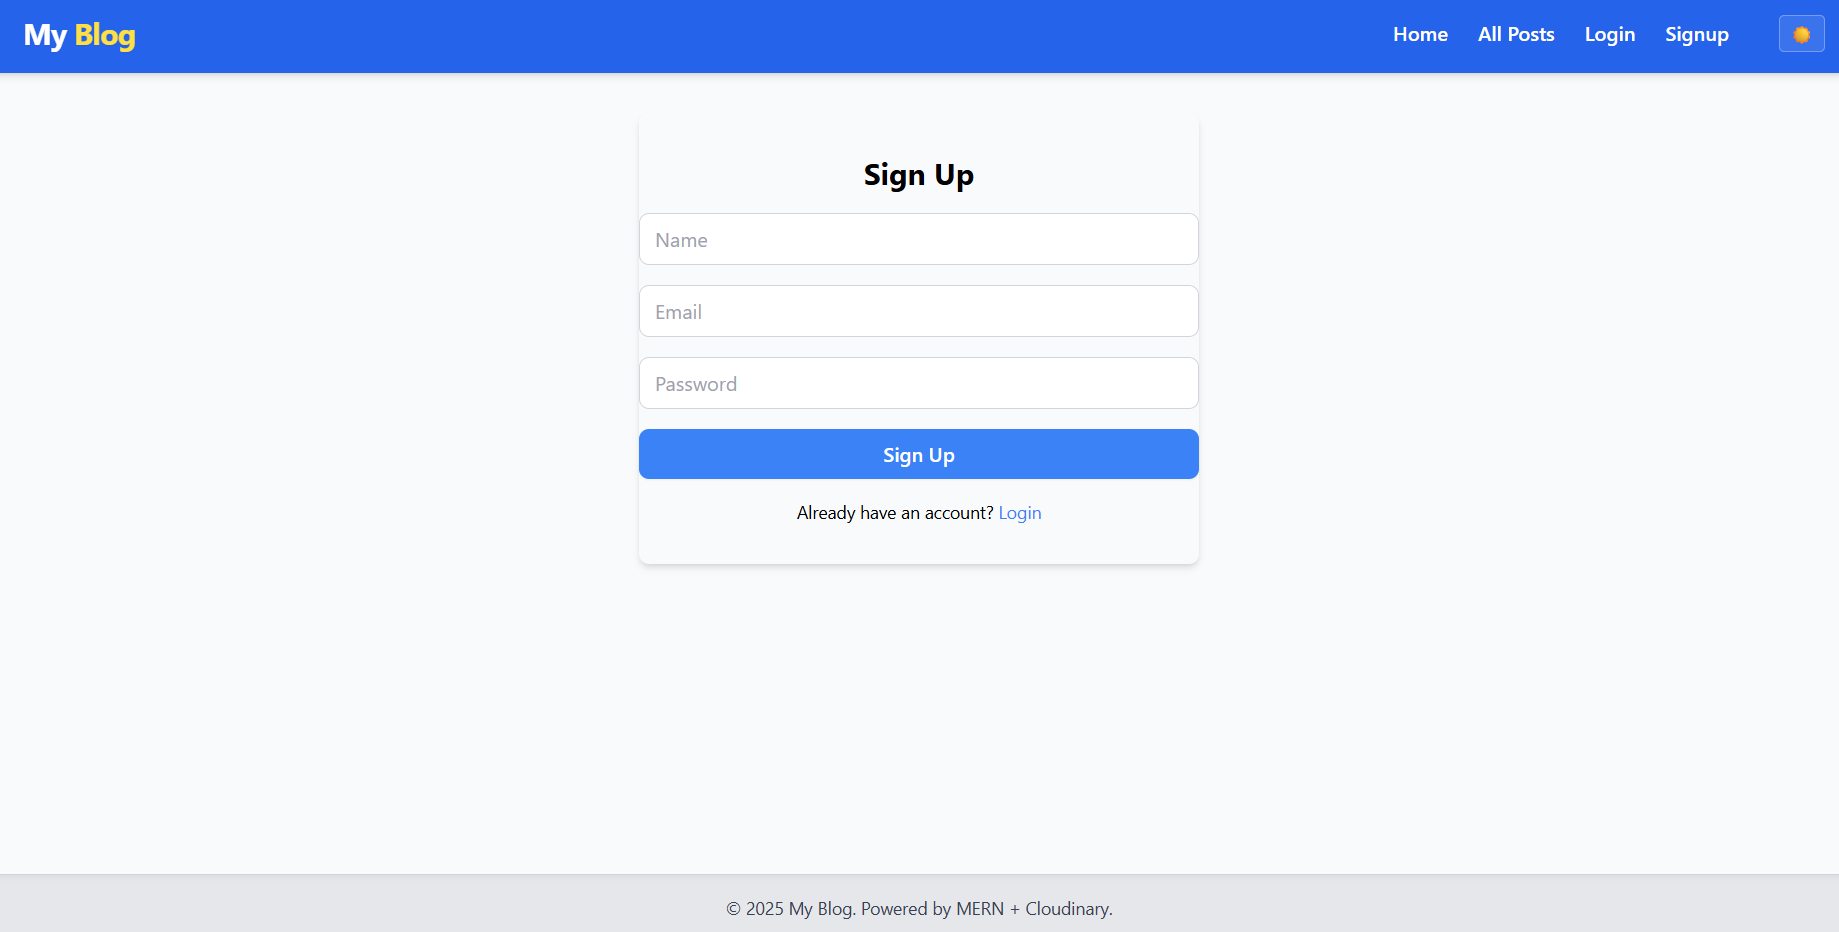 My Blog
Home All Posts Login Signup
Sign Up
Name
Email
Password
Sign Up
Already have an account? Login
© 2025 My Blog. Powered by MERN + Cloudinary.